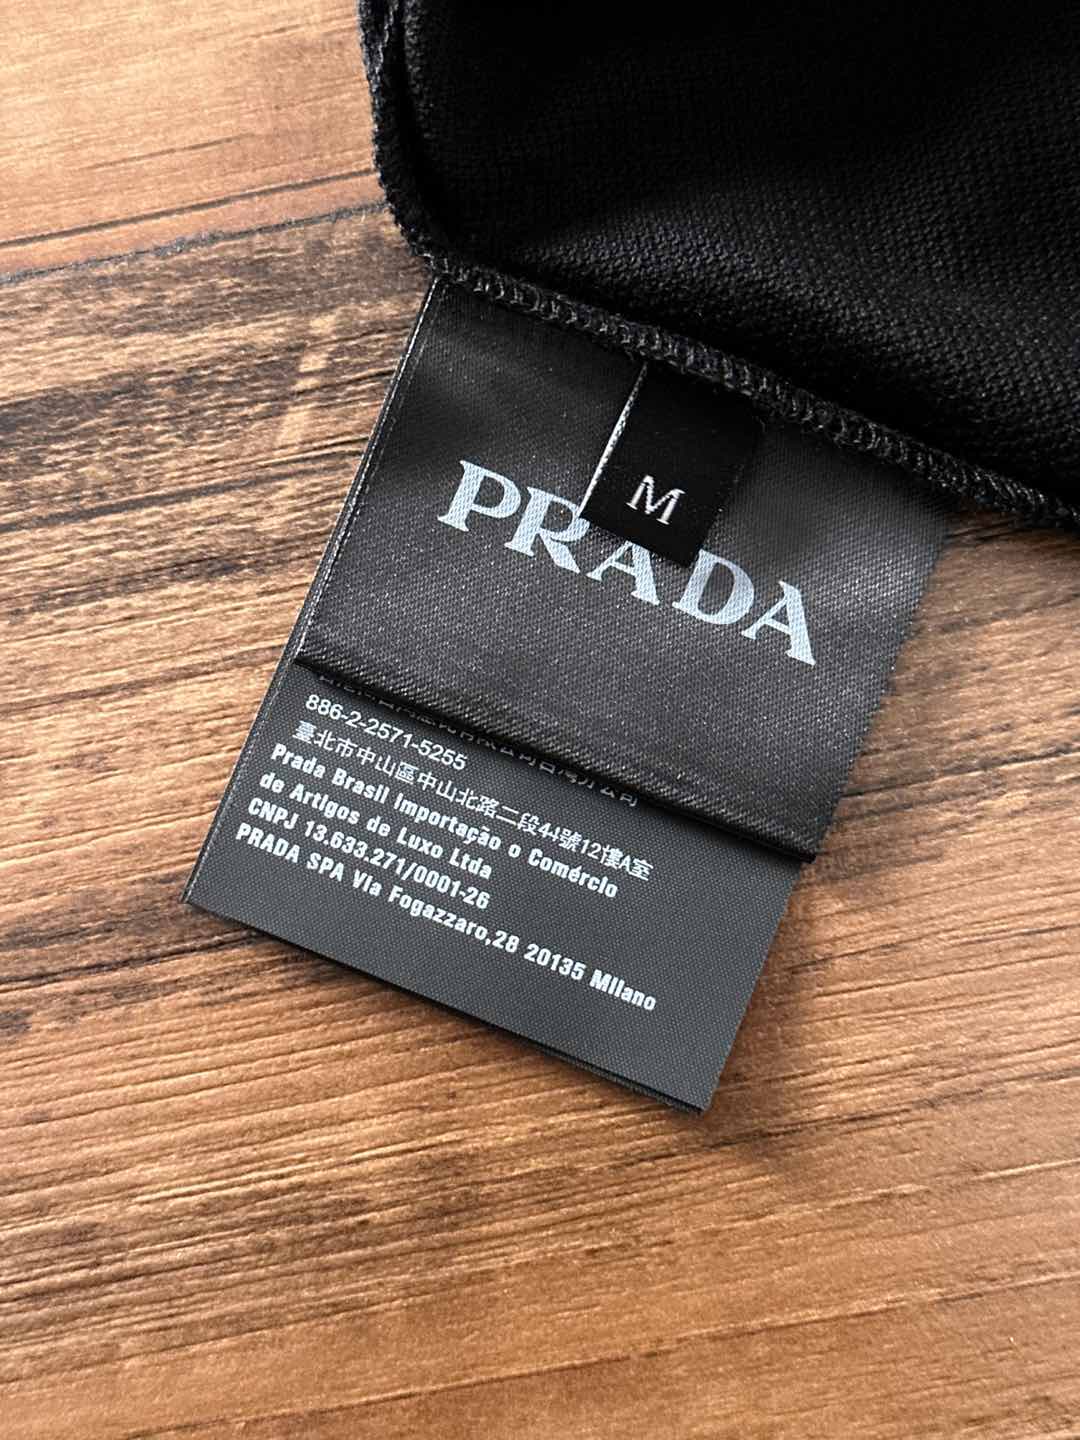 M
PRADA
886-2-2571-5255
臺北市中山區中山北路二段44號12樓A室
Prada Brasil Importação o Comérclo
de Artigos de Luxo Ltda
CNPJ 13.633.271/0001-26
PRADA SPA Via Fogazzaro,28 20135 Milano